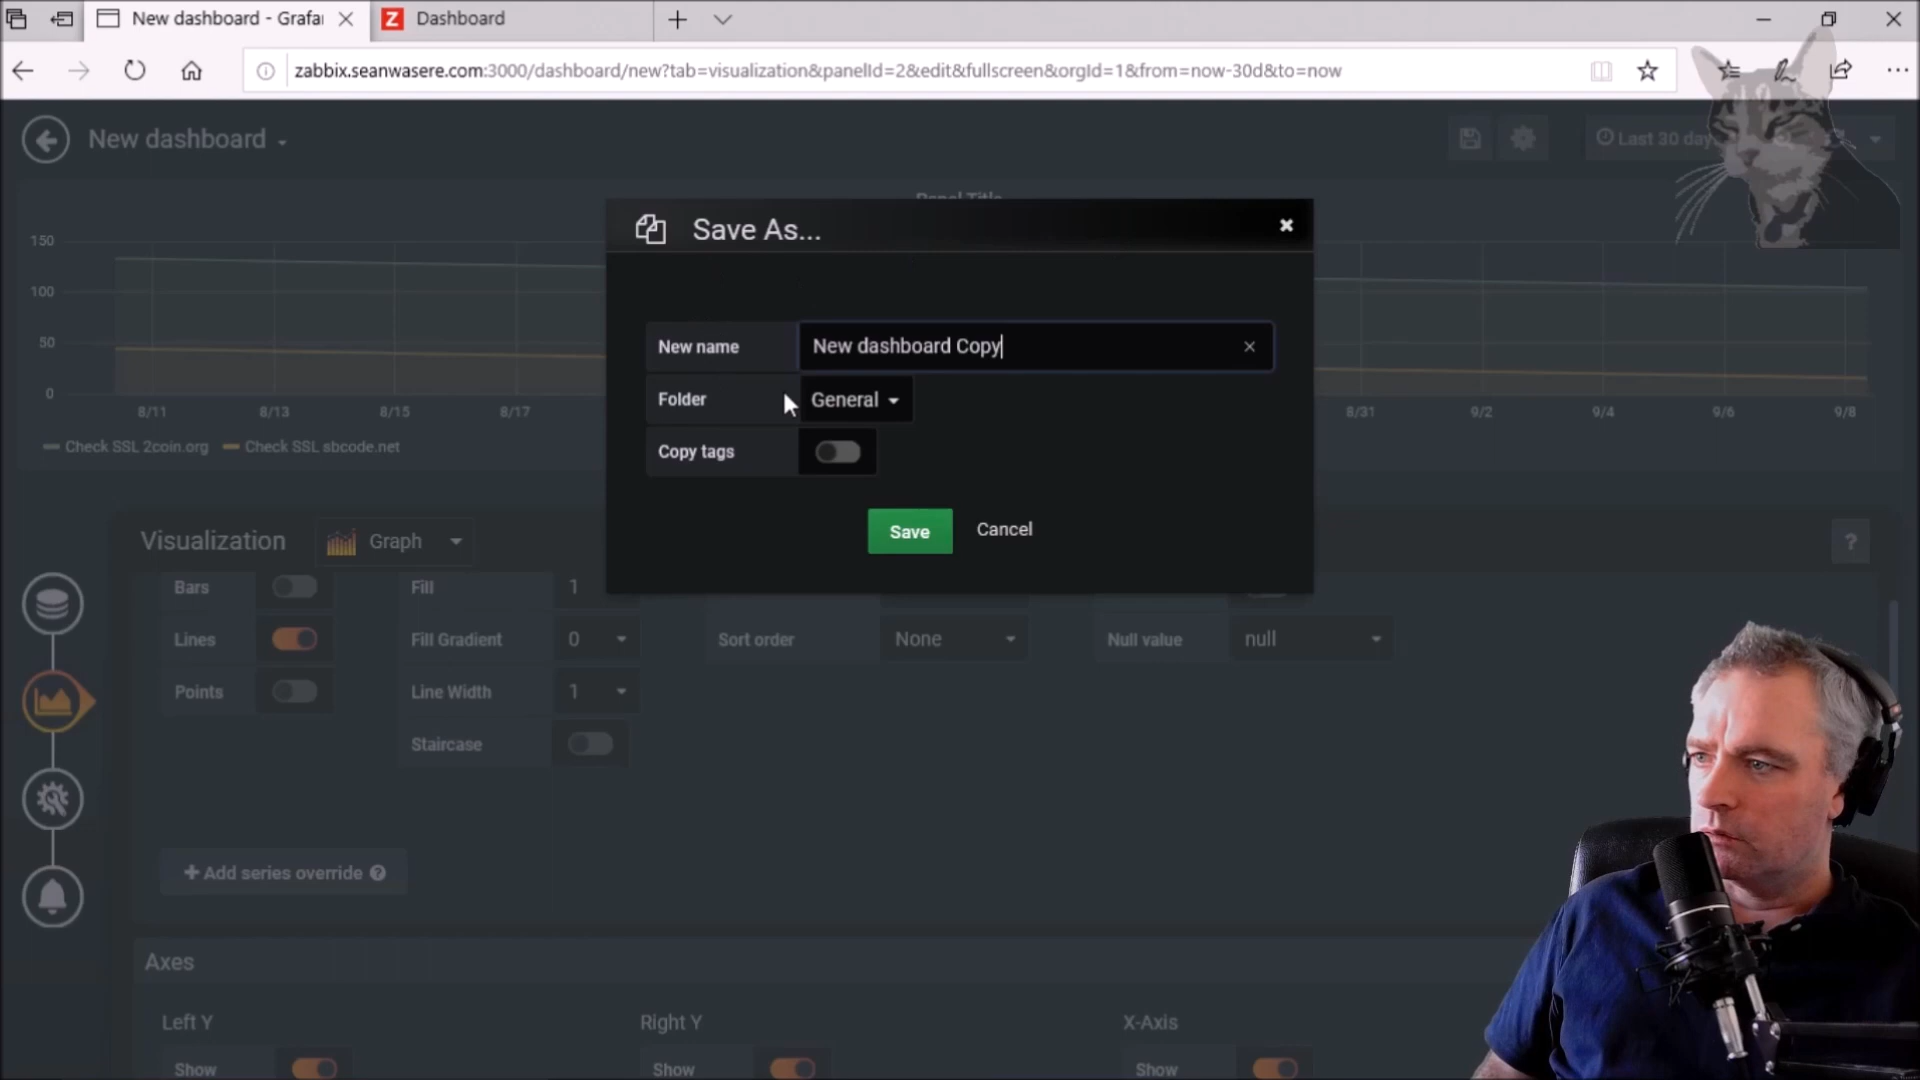 New dashboard - Grafa
Dashboard
zabbix.seanwasere.com:3000/dashboard/new?tab=visualization&panelId=2&edit&fullscreen&orgId=1&from=now-30d&to=now
New dashboard
Last 30 day
Panel Title
Save As...
150
100
50
0
New name
New dashboard Copy
Folder
General
Copy tags
8/11
8/13
8/15
8/17
8/31
9/2
9/4
9/6
9/8
Check SSL 2coin.org
Check SSL sbcode.net
Save
Cancel
Visualization
Graph
?
Bars
Fill
1
Lines
Fill Gradient
0
Sort order
None
Null value
null
Points
Line Width
1
Staircase
+ Add series override
Axes
Left Y
Right Y
X-Axis
Show
Show
Show